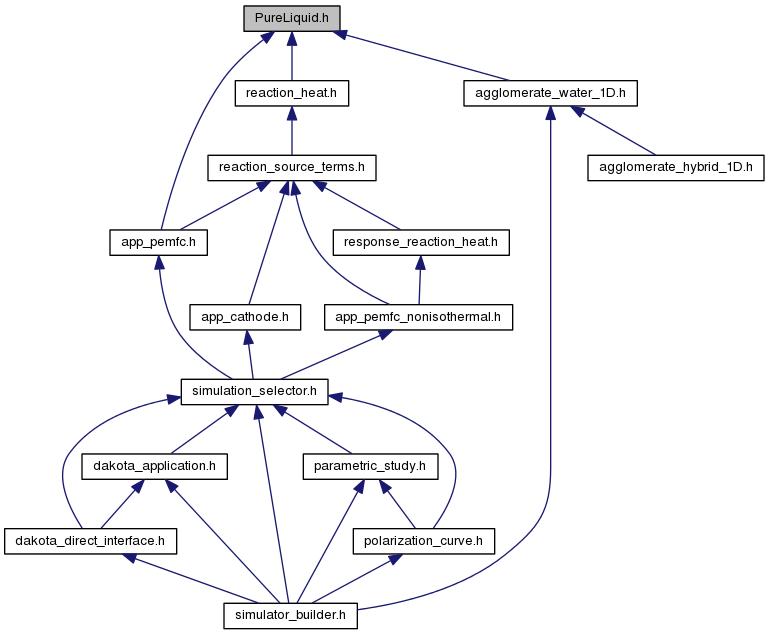 PureLiquid.h
reaction_heat.h
agglomerate_water_1D.h
reaction_source_terms.h
agglomerate_hybrid_1D.h
app_pemfc.h
response_reaction_heat.h
app_cathode.h
app_pemfc_nonisothermal.h
simulation_selector.h
dakota_application.h
parametric_study.h
dakota_direct_interface.h
polarization_curve.h
simulator_builder.h